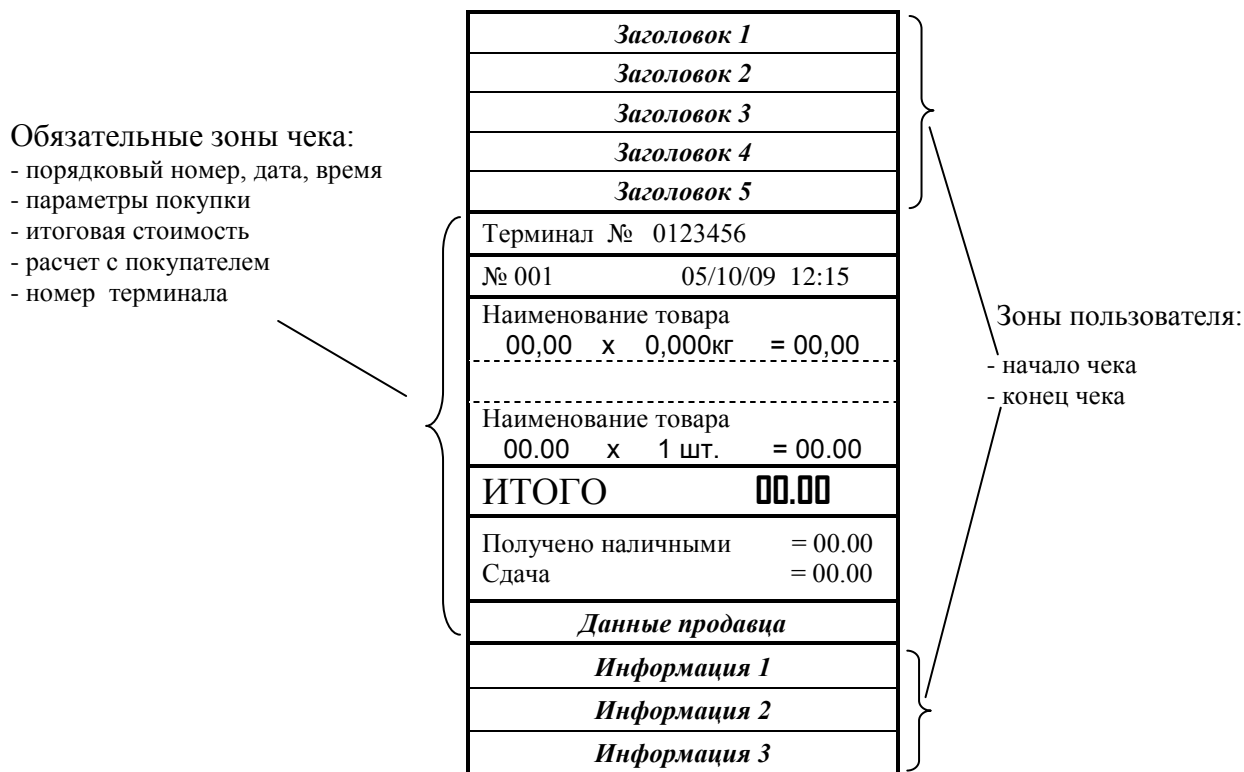 Обязательные зоны чека:
- порядковый номер, дата, время
- параметры покупки
- итоговая стоимость
- расчет с покупателем
- номер терминала
Заголовок 1
Заголовок 2
Заголовок 3
Заголовок 4
Заголовок 5
Терминал № 0123456
№ 001 05/10/09 12:15
Наименование товара
00,00 x 0,000кг = 00,00
Наименование товара
00.00 x 1 шт. = 00.00
ИТОГО 00.00
Получено наличными = 00.00
Сдача = 00.00
Данные продавца
Информация 1
Информация 2
Информация 3
Зоны пользователя:
- начало чека
- конец чека